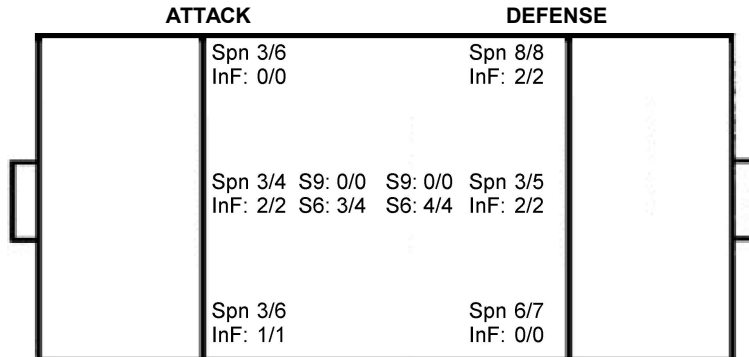 ATTACK DEFENSE
Spn 3/6 Spn 8/8
InF: 0/0 InF: 2/2
Spn 3/4 S9: 0/0 S9: 0/0 Spn 3/5
InF: 2/2 S6: 3/4 S6: 4/4 InF: 2/2
Spn 3/6 Spn 6/7
InF: 1/1 InF: 0/0